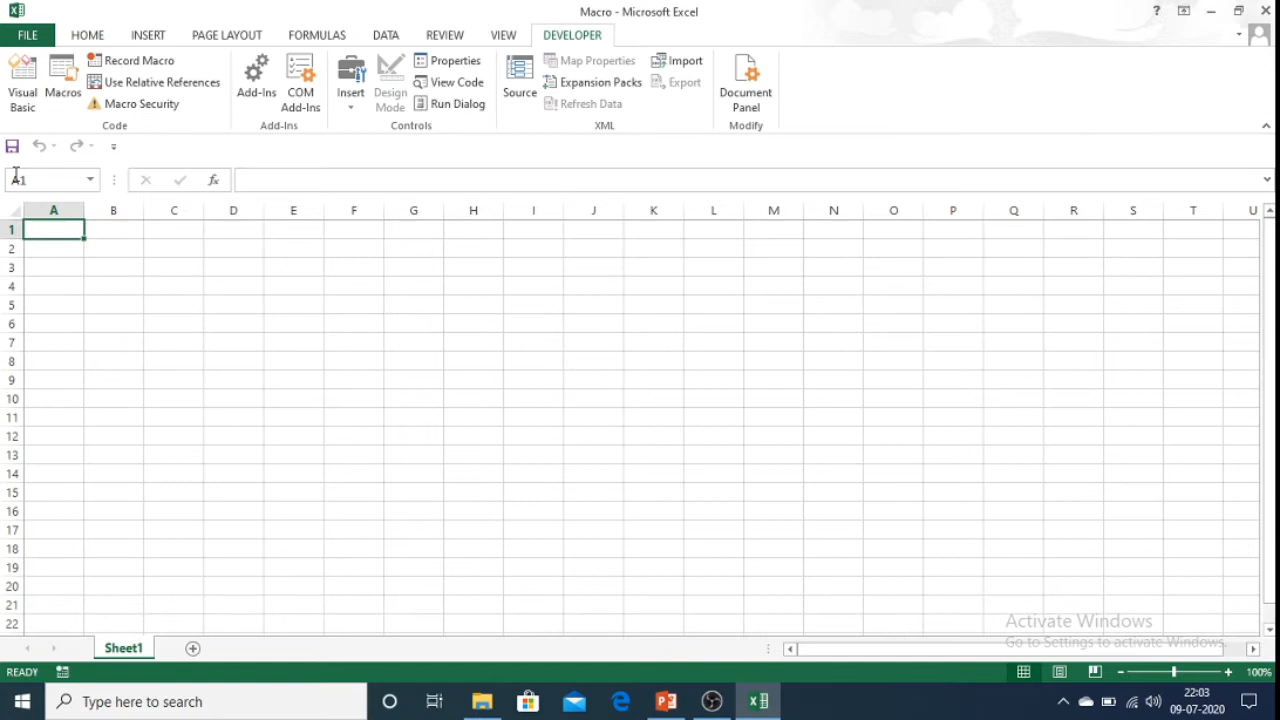 Macro - Microsoft Excel
?
FILE HOME INSERT PAGE LAYOUT FORMULAS DATA REVIEW VIEW DEVELOPER
Visual Basic
Macros
Record Macro
Use Relative References
Macro Security
Code
Add-Ins
COM Add-Ins
Add-Ins
Insert
Design Mode
Properties
View Code
Run Dialog
Controls
Source
Map Properties
Expansion Packs
Refresh Data
Import
Export
XML
Document Panel
Modify
A1
fx
A B C D E F G H I J K L M N O P Q R S T U
1
2
3
4
5
6
7
8
9
10
11
12
13
14
15
16
17
18
19
20
21
22
Activate Windows
Go to Settings to activate Windows.
Sheet1
READY
100%
Type here to search
22:03
09-07-2020